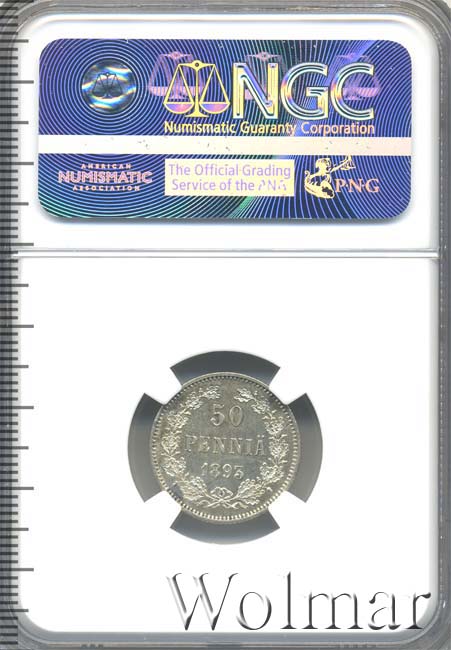 NGC
Numismatic Guaranty Corporation
AMERICAN
NUMISMATIC
ASSOCIATION
The Official Grading
Service of the PNG
PNG
50
PENNIÄ
1893
Wolmar